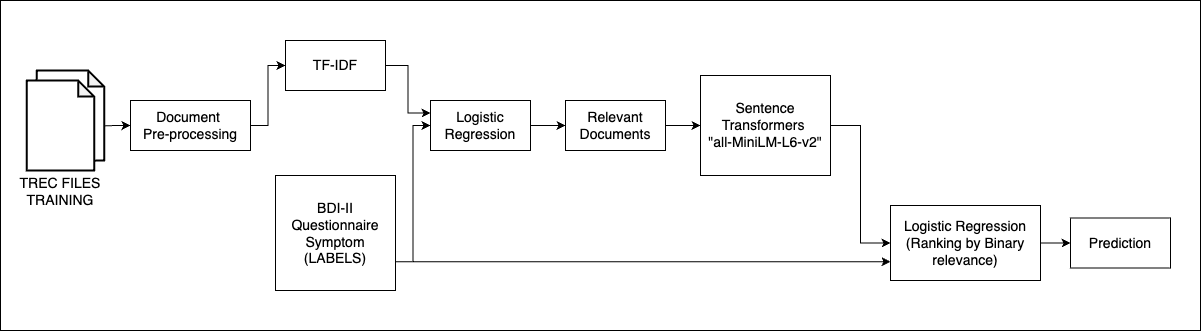 TREC FILES
TRAINING
Document
Pre-processing
TF-IDF
BDI-II
Questionnaire
Symptom
(LABELS)
Logistic
Regression
Relevant
Documents
Sentence
Transformers
"all-MiniLM-L6-v2"
Logistic Regression
(Ranking by Binary
relevance)
Prediction